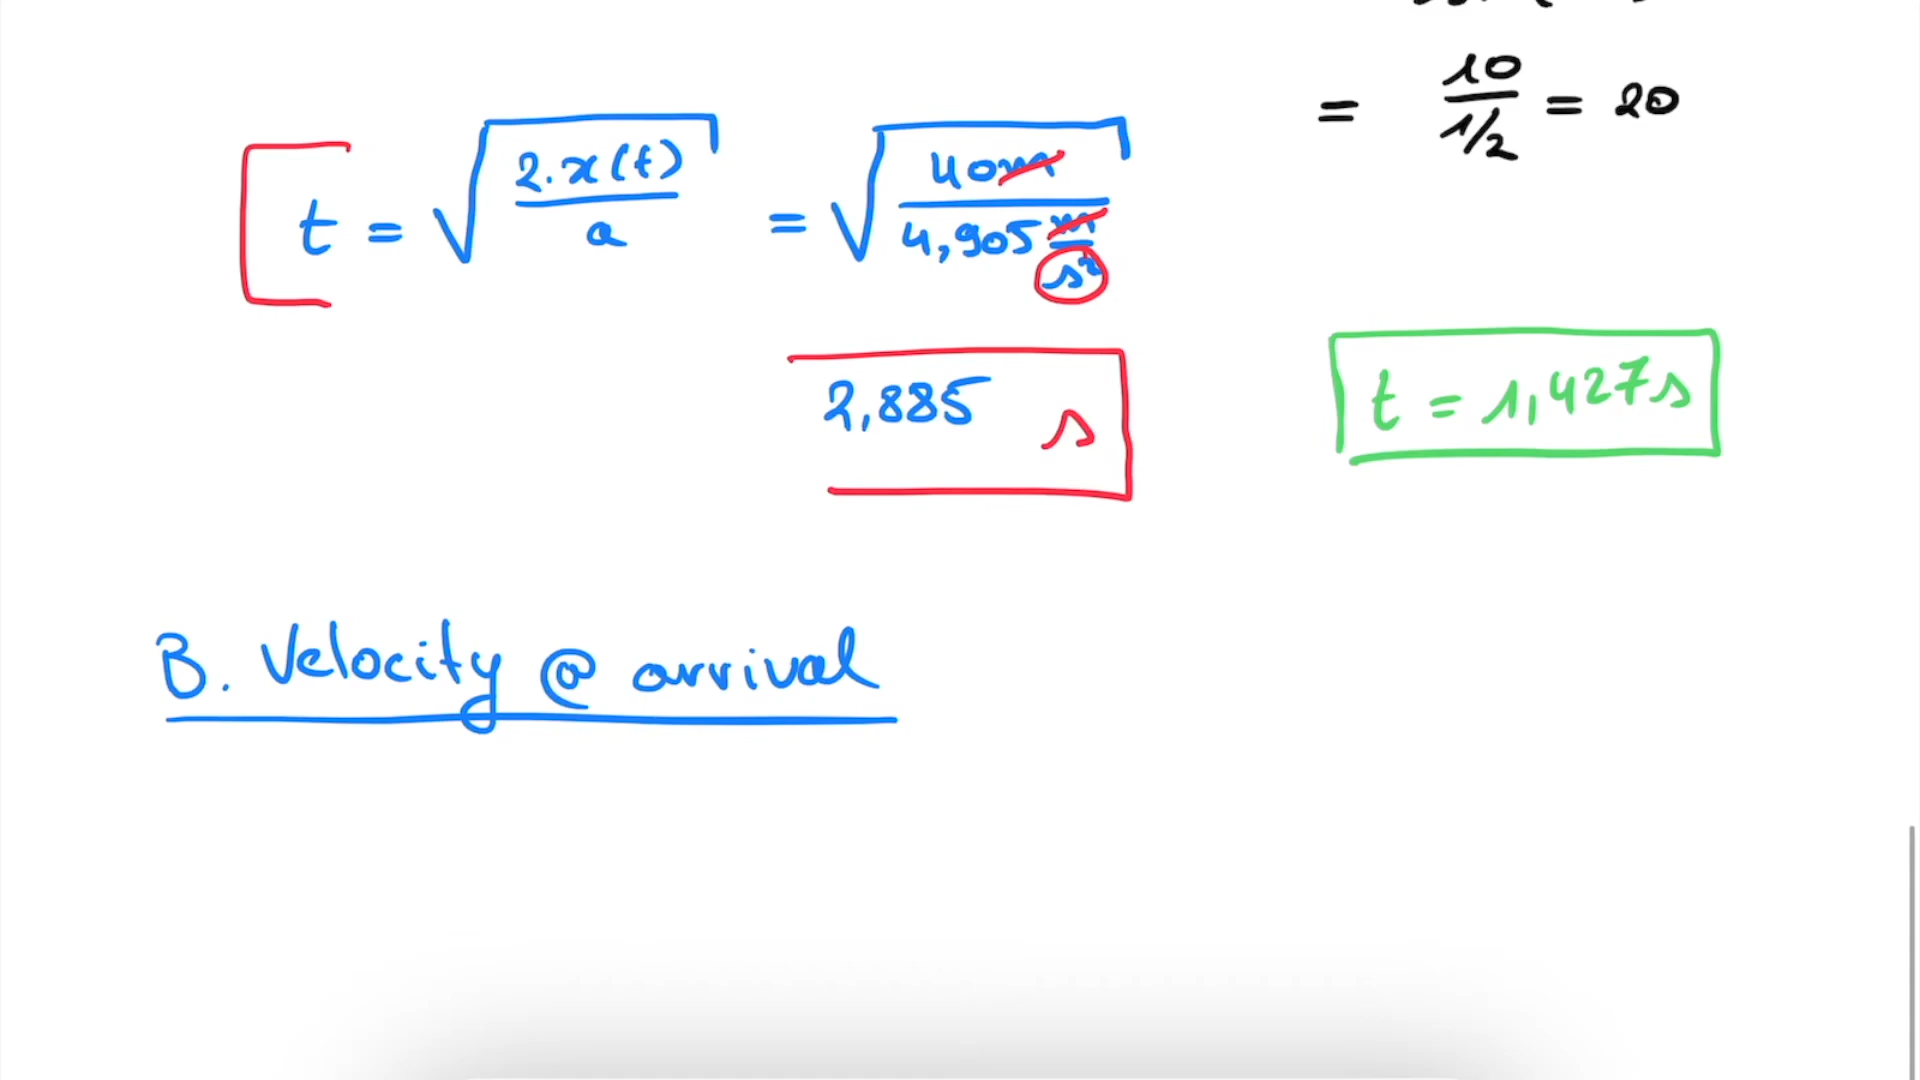 = 10 / 1/2 = 20
t = √(2.x(t) / a) = √(40m / 4,905 m/s²)
2,885 s
t = 1,427s
B. Velocity @ arrival